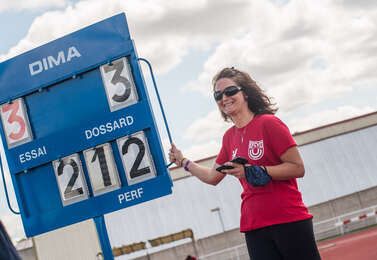 DIMA
3
3
ESSAI
DOSSARD
2 1 2
PERF